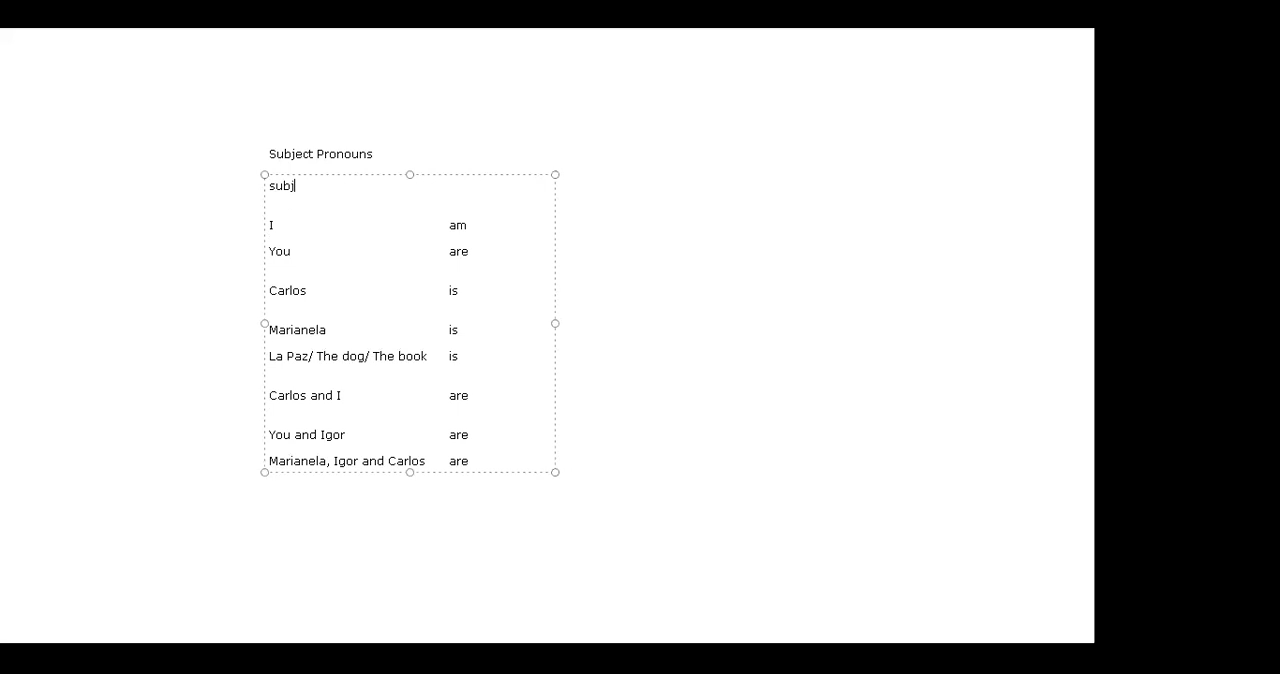 Subject Pronouns
subj
I am
You are
Carlos is
Marianela is
La Paz/ The dog/ The book is
Carlos and I are
You and Igor are
Marianela, Igor and Carlos are